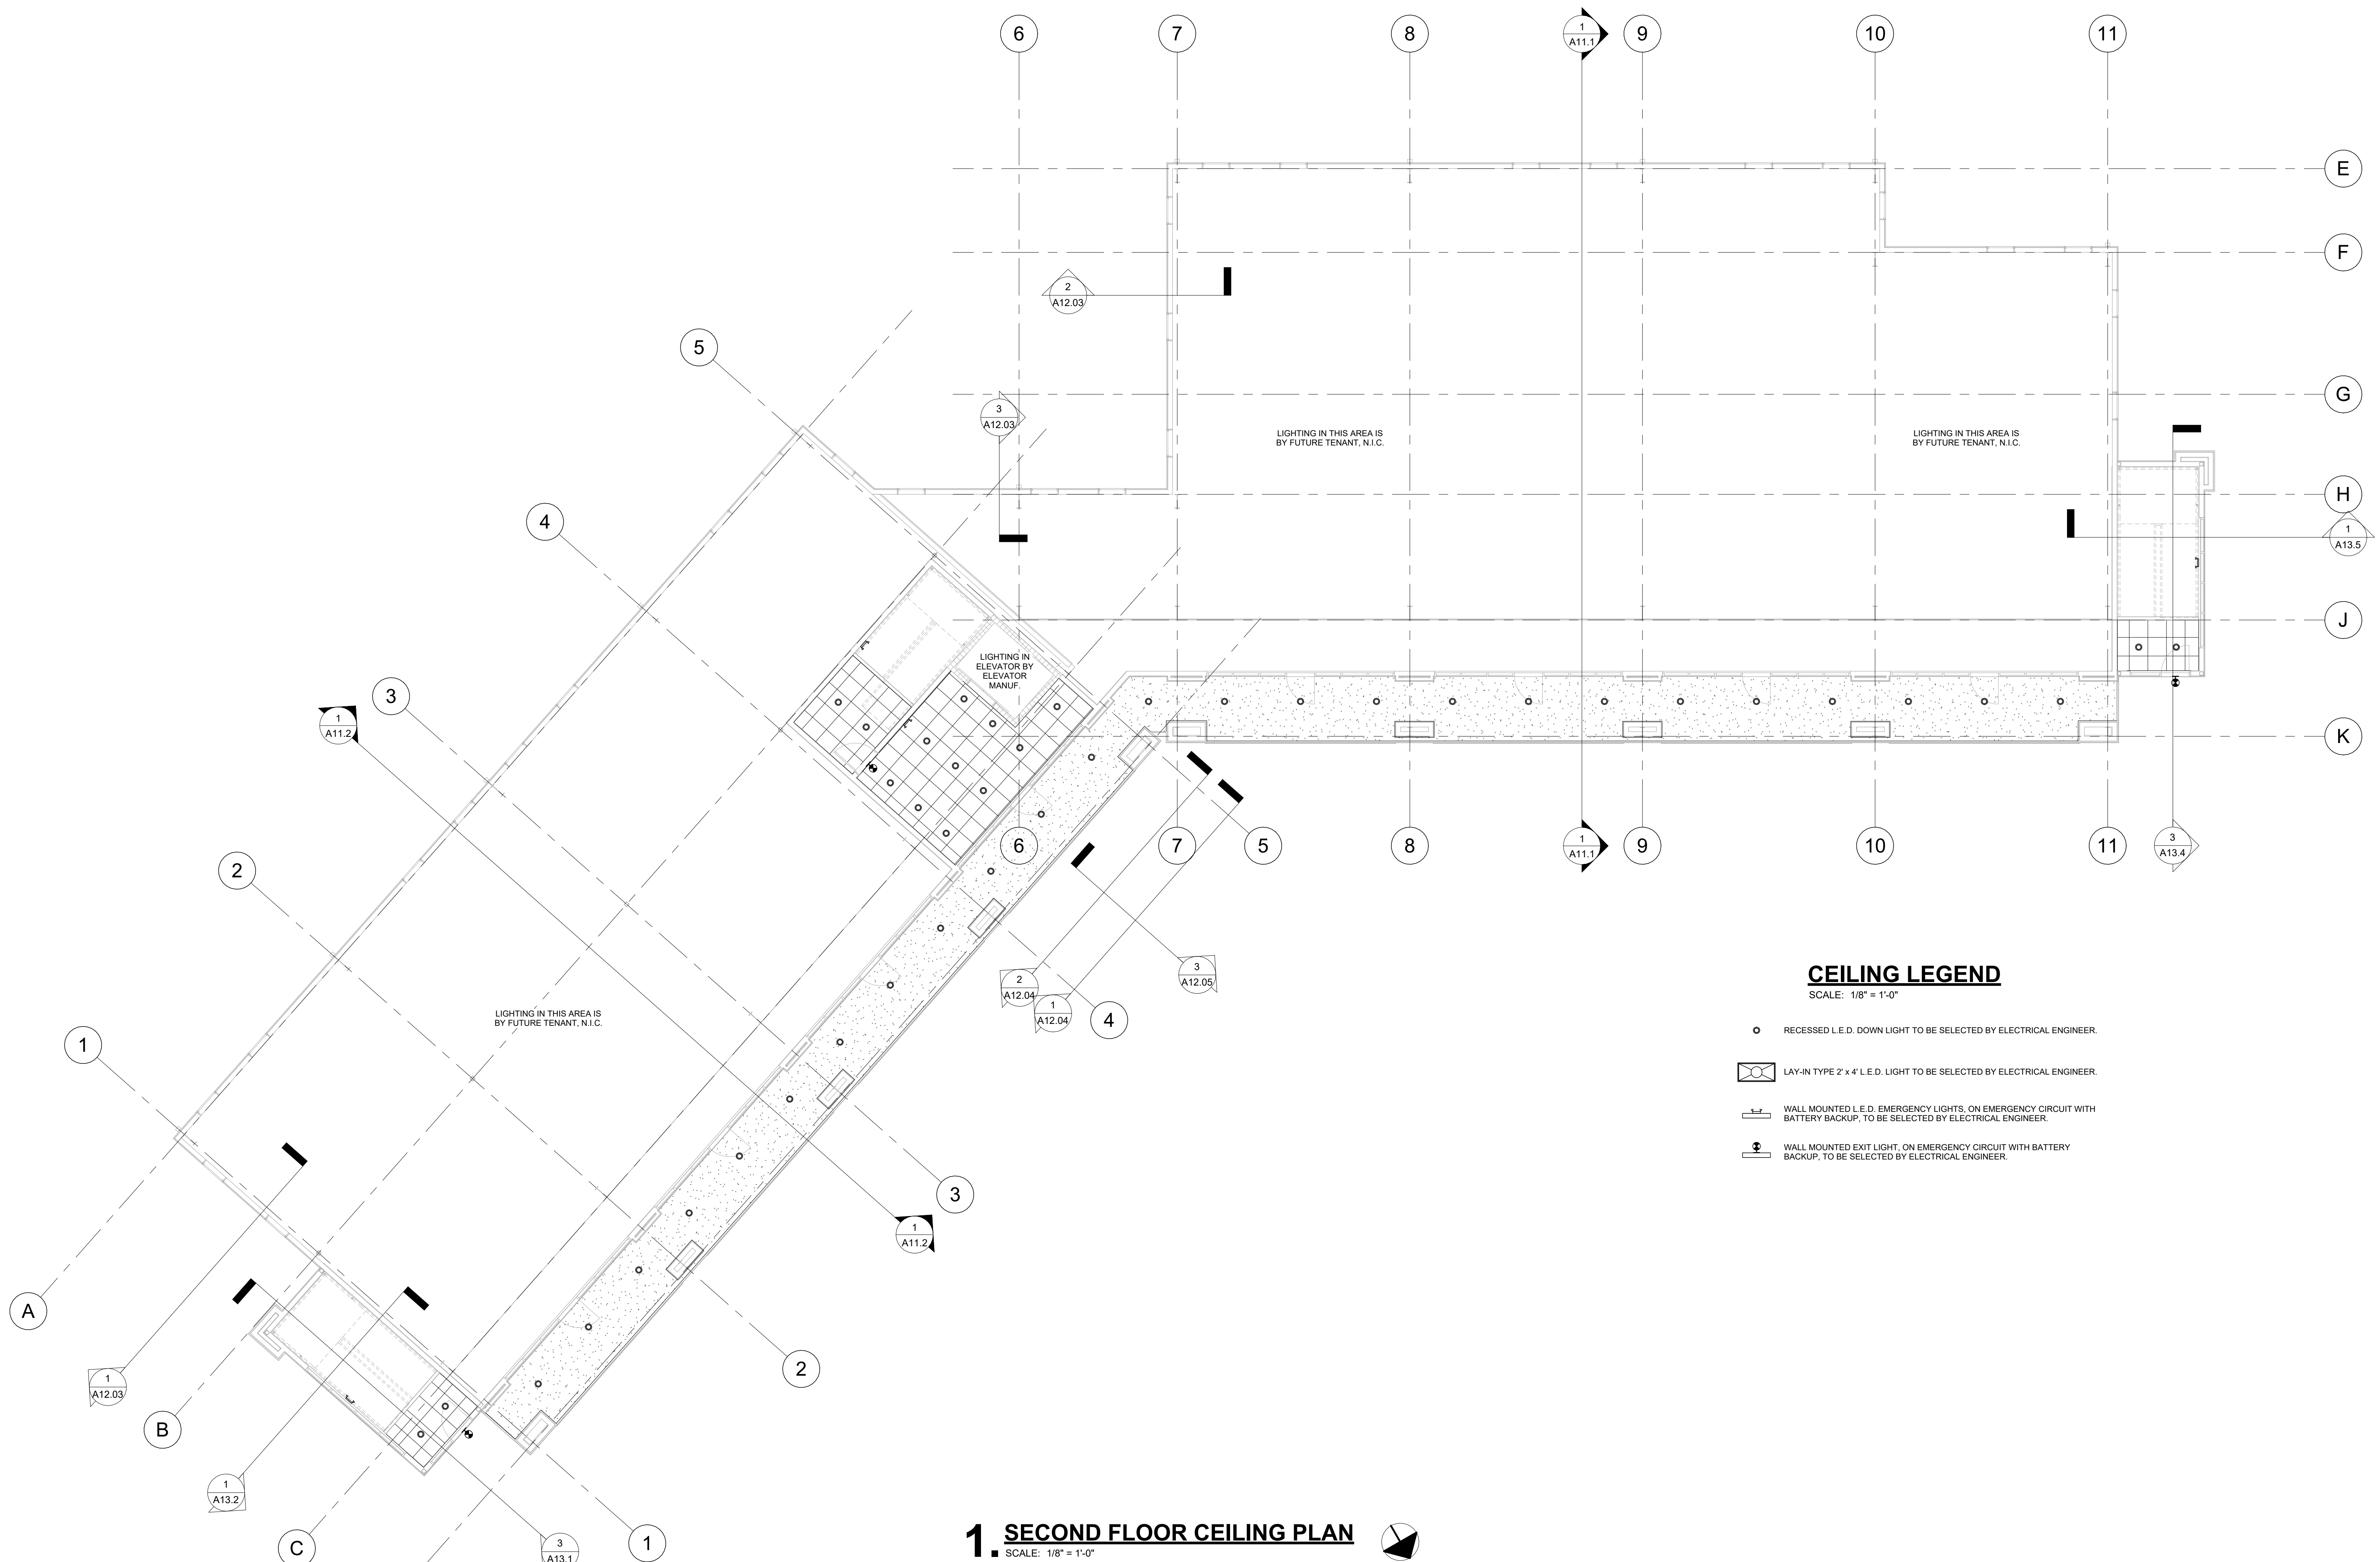 6
7
8
1
A11.1
9
10
11
E
F
2
A12.03
5
G
3
A12.03
LIGHTING IN THIS AREA IS
BY FUTURE TENANT, N.I.C.
LIGHTING IN THIS AREA IS
BY FUTURE TENANT, N.I.C.
H
4
1
A13.5
J
LIGHTING IN
ELEVATOR BY
ELEVATOR
MANUF.
3
1
A11.2
K
6
7
5
8
1
A11.1
9
10
11
3
A13.4
2
3
A12.05
2
A12.04
1
A12.04
4
CEILING LEGEND
SCALE: 1/8" = 1'-0"
LIGHTING IN THIS AREA IS
BY FUTURE TENANT, N.I.C.
RECESSED L.E.D. DOWN LIGHT TO BE SELECTED BY ELECTRICAL ENGINEER.
1
LAY-IN TYPE 2' x 4' L.E.D. LIGHT TO BE SELECTED BY ELECTRICAL ENGINEER.
WALL MOUNTED L.E.D. EMERGENCY LIGHTS, ON EMERGENCY CIRCUIT WITH
BATTERY BACKUP, TO BE SELECTED BY ELECTRICAL ENGINEER.
WALL MOUNTED EXIT LIGHT, ON EMERGENCY CIRCUIT WITH BATTERY
BACKUP, TO BE SELECTED BY ELECTRICAL ENGINEER.
3
1
A11.2
A
2
1
A12.03
B
1
A13.2
C
3
A13.1
1
1. SECOND FLOOR CEILING PLAN
SCALE: 1/8" = 1'-0"